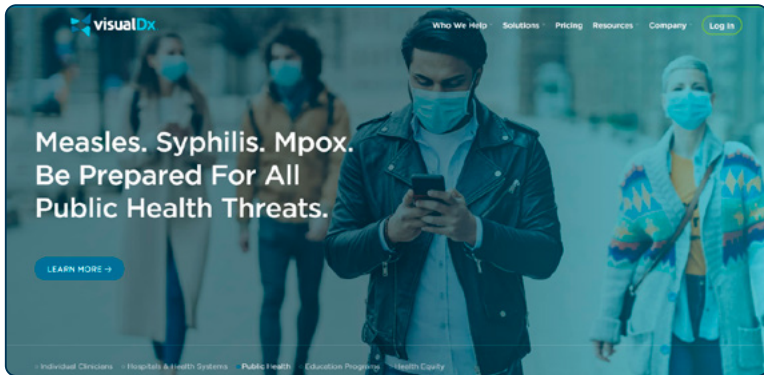 visualDx
Who We Help Solutions Pricing Resources Company Log In
Measles. Syphilis. Mpox.
Be Prepared For All
Public Health Threats.
LEARN MORE →
Individual Clinicians Hospitals & Health Systems Public Health Education Programs Health Equity